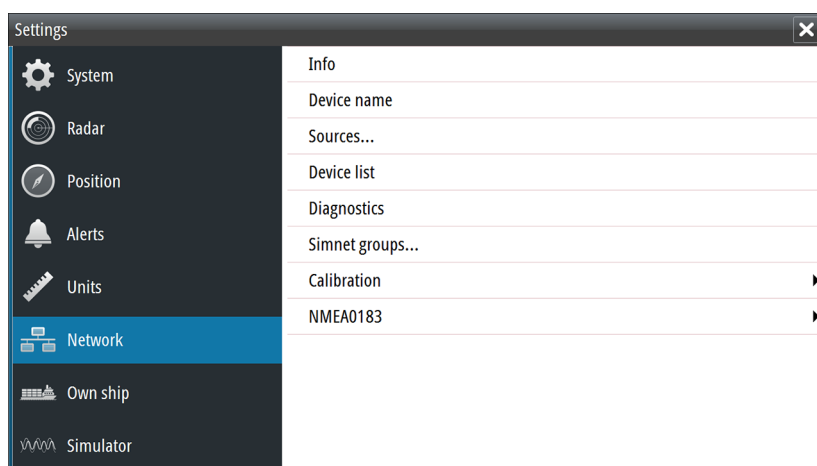 Settings
System
Radar
Position
Alerts
Units
Network
Own ship
Simulator
Info
Device name
Sources...
Device list
Diagnostics
Simnet groups...
Calibration
NMEA0183